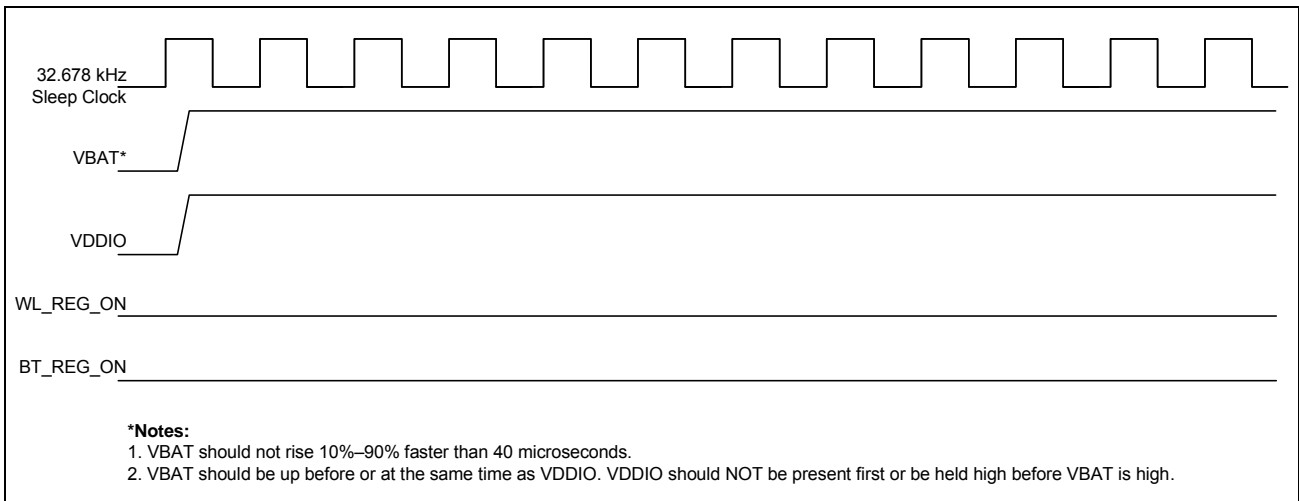 32.678 kHz
Sleep Clock
VBAT*
VDDIO
WL_REG_ON
BT_REG_ON
*Notes:
1. VBAT should not rise 10%–90% faster than 40 microseconds.
2. VBAT should be up before or at the same time as VDDIO. VDDIO should NOT be present first or be held high before VBAT is high.